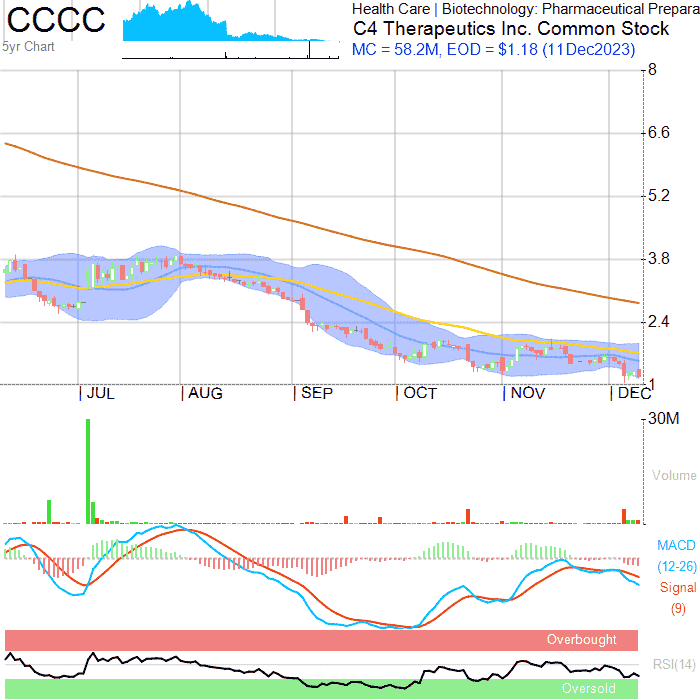 CCCC
5yr Chart
Health Care | Biotechnology: Pharmaceutical Prepara
C4 Therapeutics Inc. Common Stock
MC = 58.2M, EOD = $1.18 (11Dec2023)
8
6.6
5.2
3.8
2.4
1
JUL AUG SEP OCT NOV DEC
30M
Volume
MACD
(12-26)
Signal
(9)
Overbought
RSI(14)
Oversold